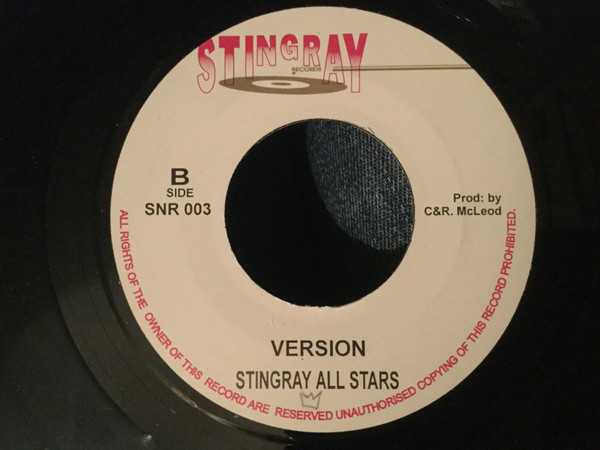 STINGRAY
RECORDS
B
SIDE
SNR 003
Prod: by
C&R. McLeod
VERSION
STINGRAY ALL STARS
ALL RIGHTS OF THE OWNER OF THIS RECORD ARE RESERVED UNAUTHORISED COPYING OF THIS RECORD PROHIBITED.